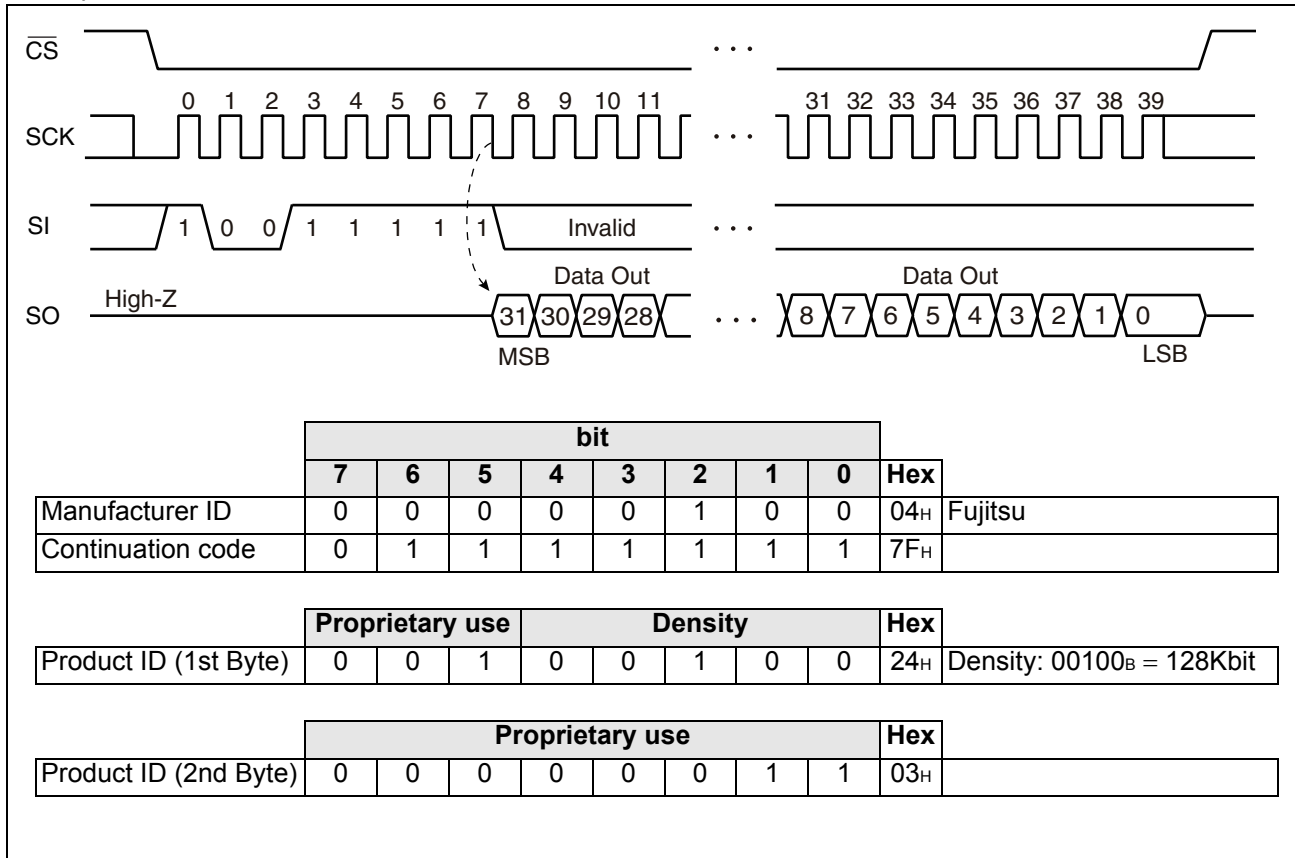 CS • • •
0 1 2 3 4 5 6 7 8 9 10 11 31 32 33 34 35 36 37 38 39
SCK • • •
SI 1 0 0 1 1 1 1 1 Invalid • • •
Data Out Data Out
High-Z
SO 31 30 29 28 • • • 8 7 6 5 4 3 2 1 0
MSB LSB
bit
7 6 5 4 3 2 1 0 Hex
Manufacturer ID 0 0 0 0 0 1 0 0 04H Fujitsu
Continuation code 0 1 1 1 1 1 1 1 7FH
Proprietary use Density Hex
Product ID (1st Byte) 0 0 1 0 0 1 0 0 24H Density: 00100B = 128Kbit
Proprietary use Hex
Product ID (2nd Byte) 0 0 0 0 0 0 1 1 03H